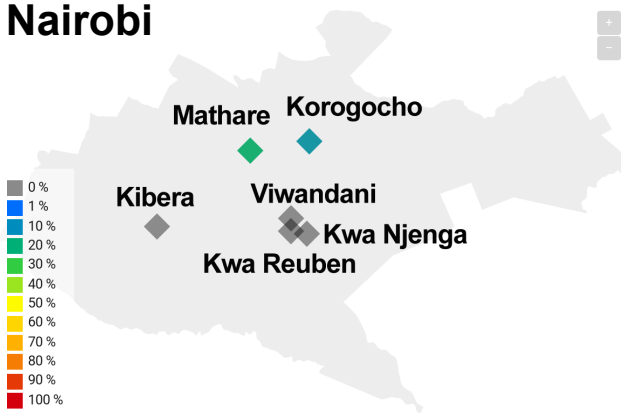 Nairobi
+
−
Mathare
Korogocho
Kibera
Viwandani
Kwa Njenga
Kwa Reuben
0 %
1 %
10 %
20 %
30 %
40 %
50 %
60 %
70 %
80 %
90 %
100 %